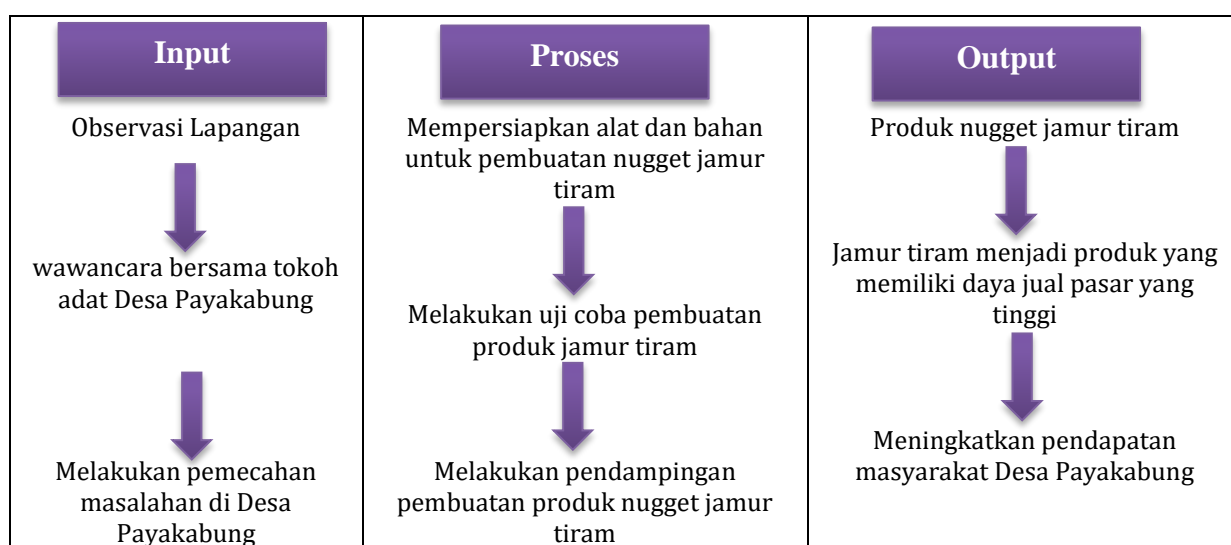 Input
Observasi Lapangan
wawancara bersama tokoh
adat Desa Payakabung
Melakukan pemecahan
masalahan di Desa
Payakabung
Proses
Mempersiapkan alat dan bahan
untuk pembuatan nugget jamur
tiram
Melakukan uji coba pembuatan
produk jamur tiram
Melakukan pendampingan
pembuatan produk nugget jamur
tiram
Output
Produk nugget jamur tiram
Jamur tiram menjadi produk yang
memiliki daya jual pasar yang
tinggi
Meningkatkan pendapatan
masyarakat Desa Payakabung